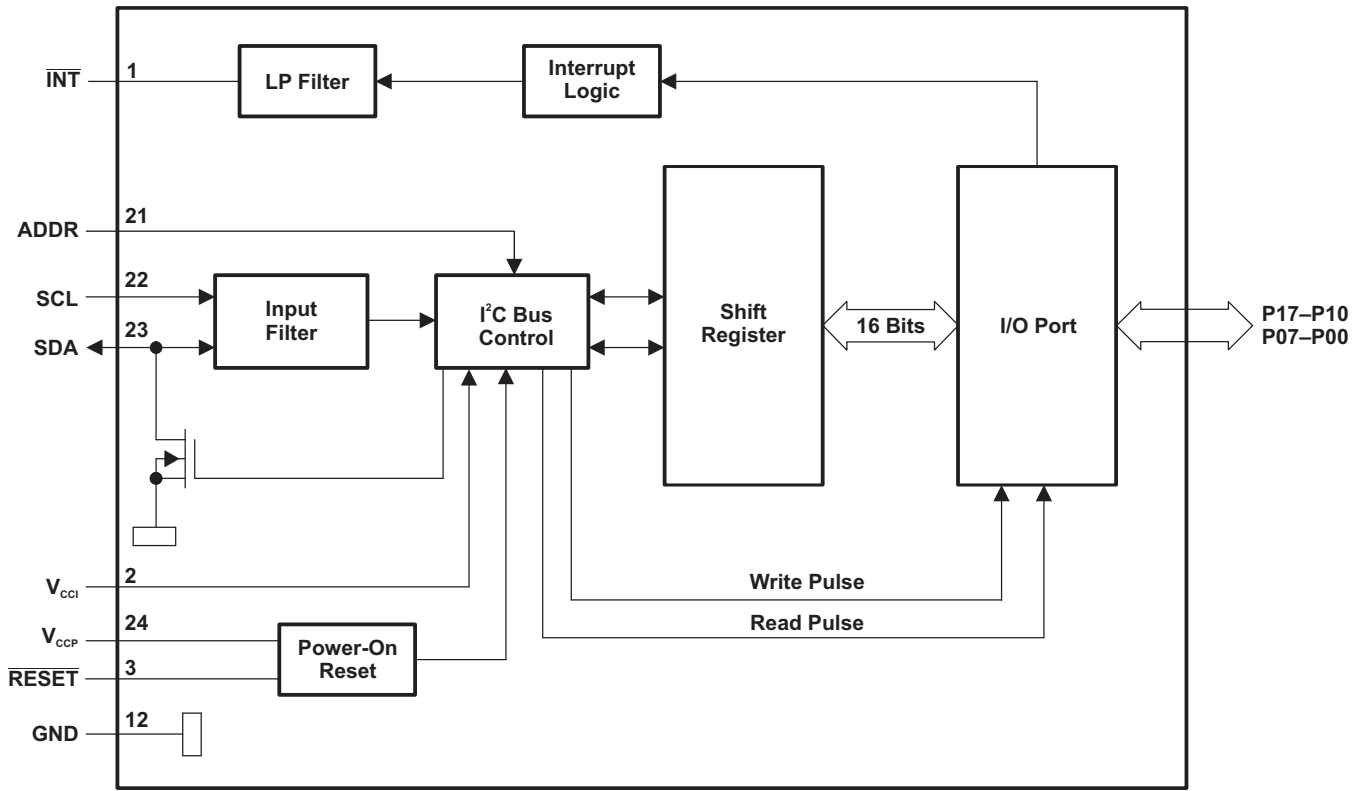 INT
1
LP Filter
Interrupt
Logic
ADDR
21
SCL
22
SDA
23
Input
Filter
I²C Bus
Control
Shift
Register
16 Bits
I/O Port
P17–P10
P07–P00
VCCI
2
Write Pulse
VCCP
24
Read Pulse
RESET
3
Power-On
Reset
GND
12